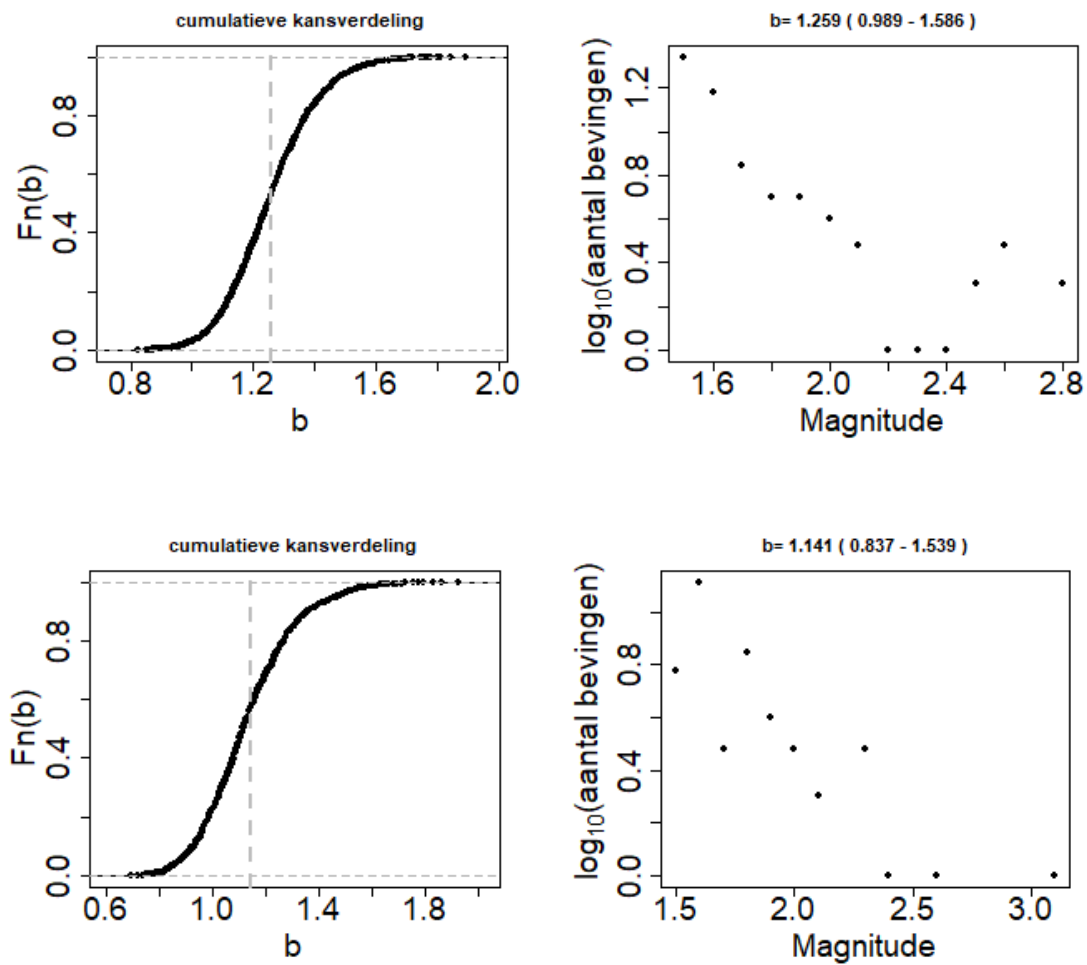 cumulatieve kansverdeling
Fn(b)
0.0 0.4 0.8
0.8 1.2 1.6 2.0
b
b= 1.259 ( 0.989 - 1.586 )
log10(aantal bevingen)
0.0 0.4 0.8 1.2
1.6 2.0 2.4 2.8
Magnitude
cumulatieve kansverdeling
Fn(b)
0.0 0.4 0.8
0.6 1.0 1.4 1.8
b
b= 1.141 ( 0.837 - 1.539 )
log10(aantal bevingen)
0.0 0.4 0.8
1.5 2.0 2.5 3.0
Magnitude